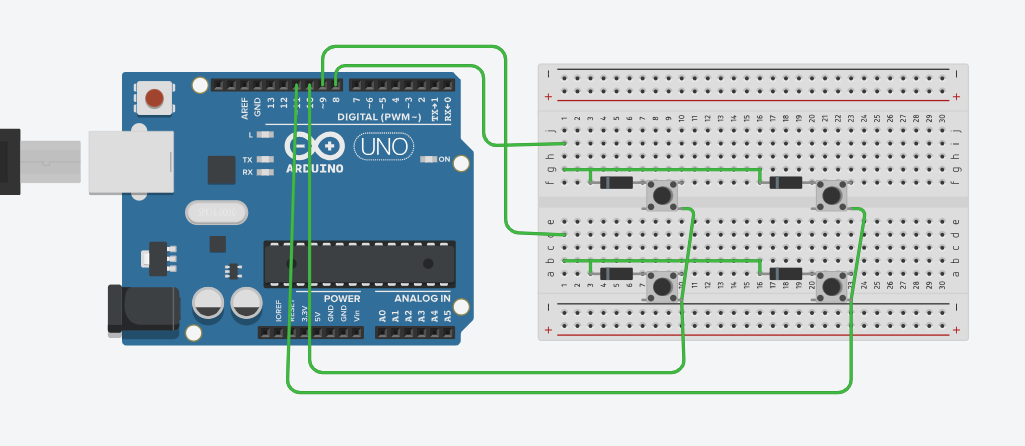 AREF
GND
13
12
11
10
~9
8
7
~6
~5
4
~3
2
TX→1
RX←0
DIGITAL (PWM~)
L
TX
RX
ARDUINO
UNO
ON
IOREF
RESET
3.3V
5V
GND
GND
Vin
POWER
ANALOG IN
A0
A1
A2
A3
A4
A5
1 2 3 4 5 6 7 8 9 10 11 12 13 14 15 16 17 18 19 20 21 22 23 24 25 26 27 28 29 30
j
i
h
g
f
e
d
c
b
a